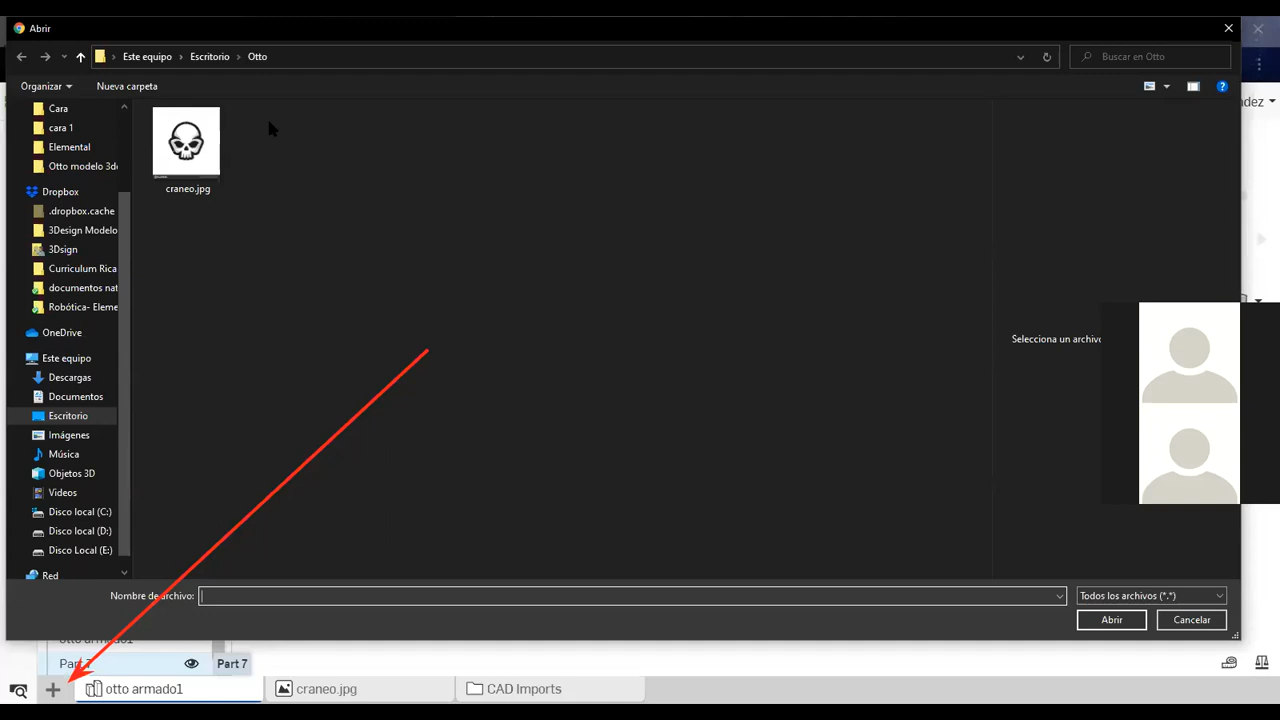 Abrir
Este equipo > Escritorio > Otto
Buscar en Otto
Organizar
Nueva carpeta
ndez
Cara
cara 1
Elemental
Otto modelo 3d
Dropbox
.dropbox.cache
3Design Modelo
3Dsign
Curriculum Rica
documentos nat
Robótica- Eleme
OneDrive
Este equipo
Descargas
Documentos
Escritorio
Imágenes
Música
Objetos 3D
Videos
Disco local (C:)
Disco local (D:)
Disco Local (E:)
Red
craneo.jpg
Selecciona un archivo
Nombre de archivo:
Todos los archivos (*.*)
Abrir
Cancelar
otto armado1
Part 7
Part 7
otto armado1
craneo.jpg
CAD Imports